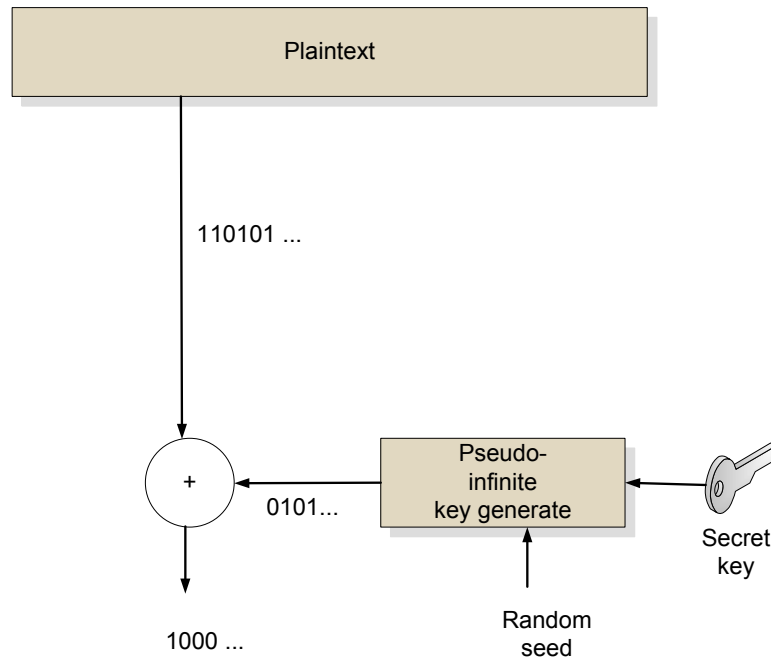 Plaintext
110101 ...
+
0101...
Pseudo-
infinite
key generate
Secret
key
Random
seed
1000 ...